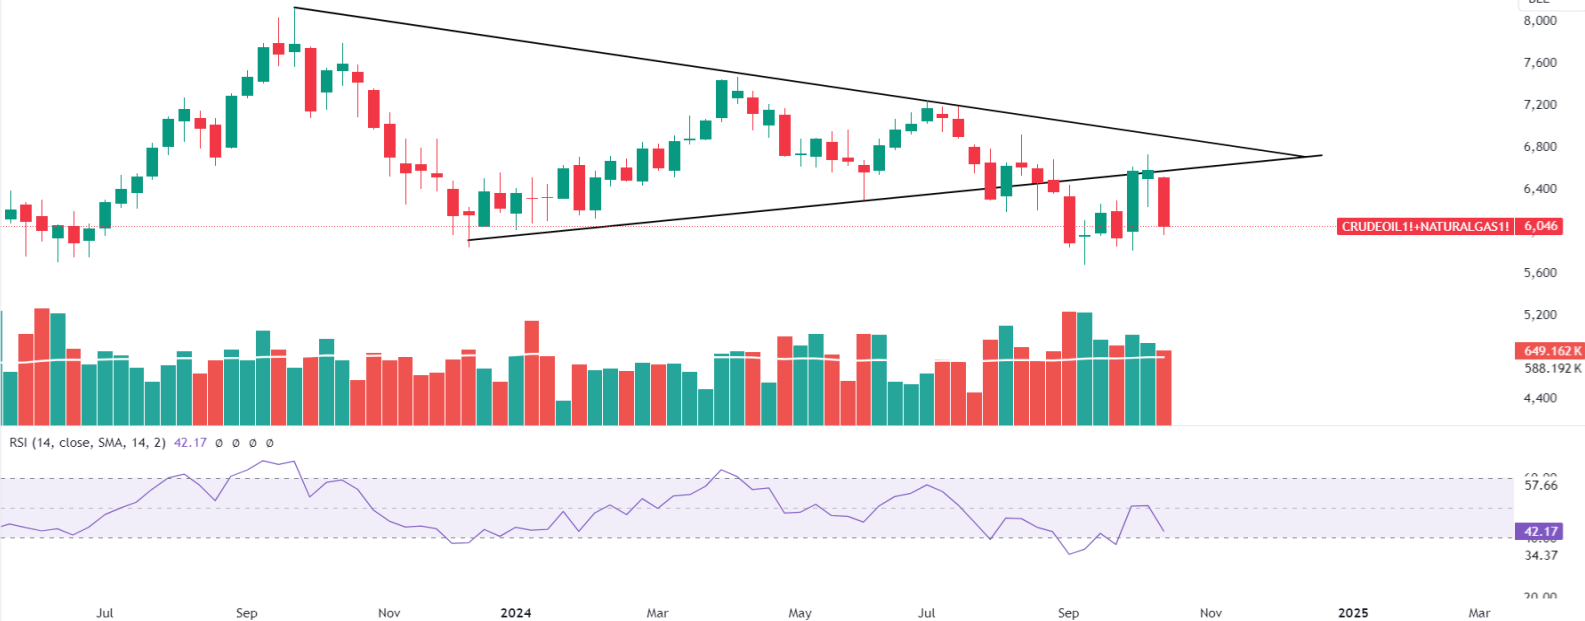 8,000
7,600
7,200
6,800
6,400
CRUDEOIL1!+NATURALGAS1! 6,046
5,600
5,200
649.162 K
588.192 K
4,400
RSI (14, close, SMA, 14, 2) 42.17 ∅ ∅ ∅ ∅
57.66
42.17
34.37
20.00
Jul Sep Nov 2024 Mar May Jul Sep Nov 2025 Mar